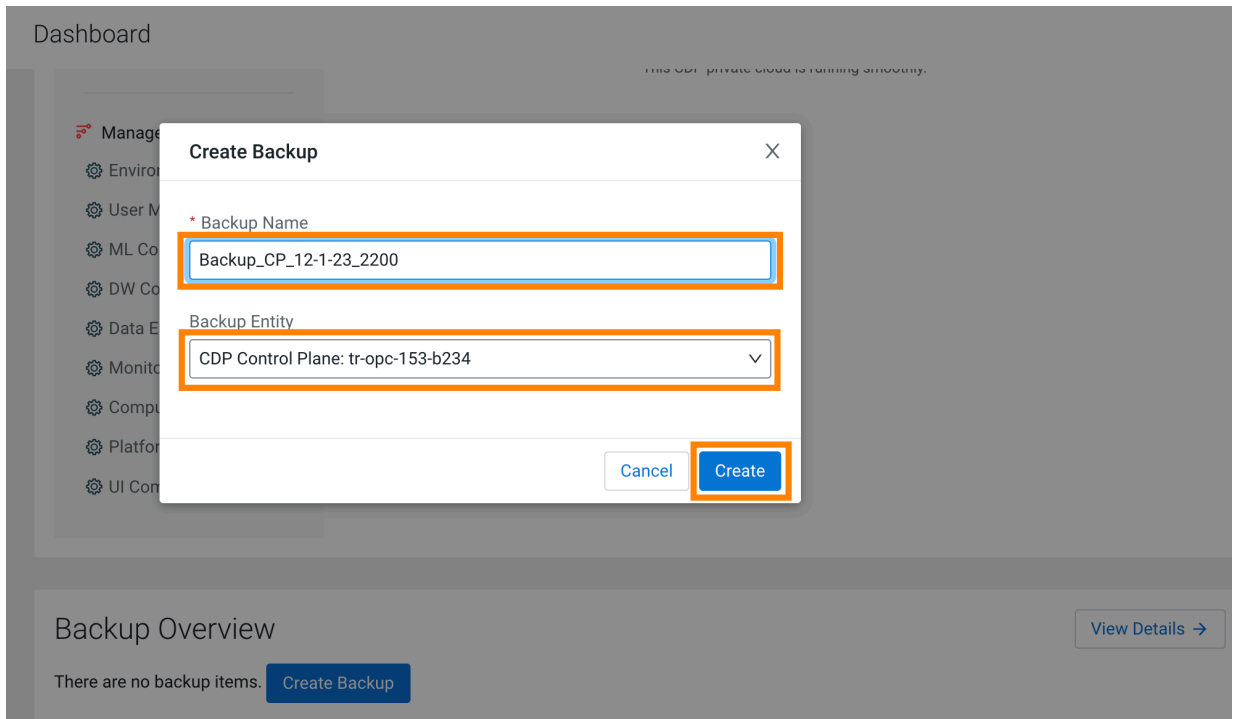 Dashboard
This CDP private cloud is running smoothly.
Manage
Environ
User M
ML Co
DW Co
Data E
Monito
Compu
Platfor
UI Com
Create Backup
* Backup Name
Backup_CP_12-1-23_2200
Backup Entity
CDP Control Plane: tr-opc-153-b234
Cancel
Create
Backup Overview
View Details →
There are no backup items. Create Backup